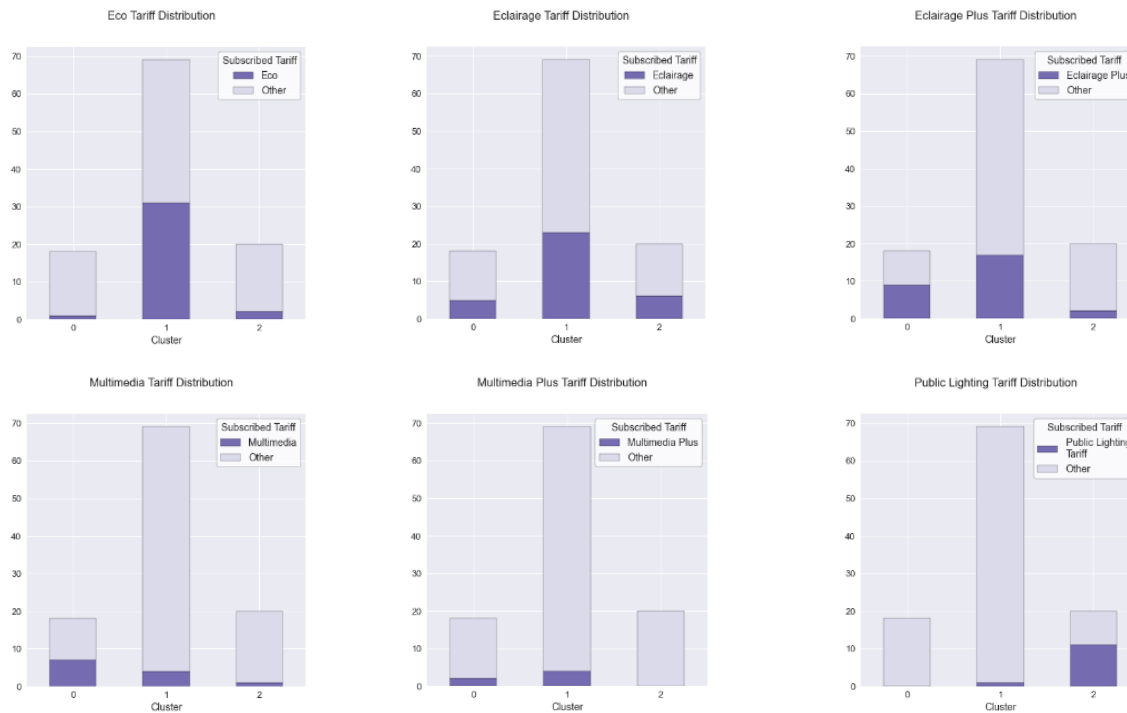 Eco Tariff Distribution
Subscribed Tariff
Eco
Other
70
60
50
40
30
20
10
0
0 1 2
Cluster
Eclairage Tariff Distribution
Subscribed Tariff
Eclairage
Other
70
60
50
40
30
20
10
0
0 1 2
Cluster
Eclairage Plus Tariff Distribution
Subscribed Tariff
Eclairage Plus
Other
70
60
50
40
30
20
10
0
0 1 2
Cluster
Multimedia Tariff Distribution
Subscribed Tariff
Multimedia
Other
70
60
50
40
30
20
10
0
0 1 2
Cluster
Multimedia Plus Tariff Distribution
Subscribed Tariff
Multimedia Plus
Other
70
60
50
40
30
20
10
0
0 1 2
Cluster
Public Lighting Tariff Distribution
Subscribed Tariff
Public Lighting
Tariff
Other
70
60
50
40
30
20
10
0
0 1 2
Cluster